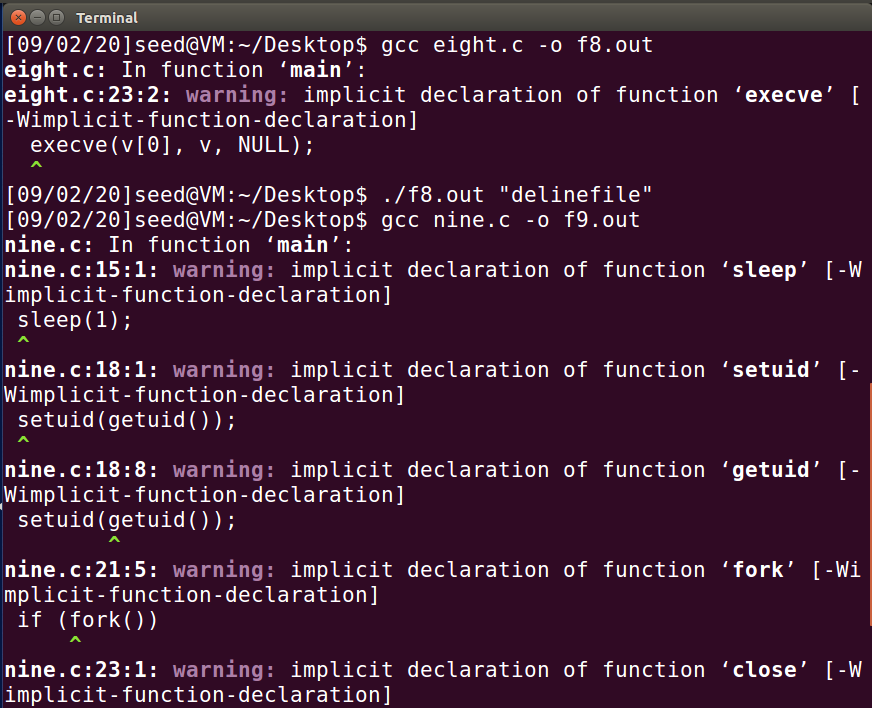 Terminal
[09/02/20]seed@VM:~/Desktop$ gcc eight.c -o f8.out
eight.c: In function ‘main’:
eight.c:23:2: warning: implicit declaration of function ‘execve’ [
-Wimplicit-function-declaration]
  execve(v[0], v, NULL);
  ^
[09/02/20]seed@VM:~/Desktop$ ./f8.out "delinefile"
[09/02/20]seed@VM:~/Desktop$ gcc nine.c -o f9.out
nine.c: In function ‘main’:
nine.c:15:1: warning: implicit declaration of function ‘sleep’ [-W
implicit-function-declaration]
 sleep(1);
 ^
nine.c:18:1: warning: implicit declaration of function ‘setuid’ [-
Wimplicit-function-declaration]
 setuid(getuid());
 ^
nine.c:18:8: warning: implicit declaration of function ‘getuid’ [-
Wimplicit-function-declaration]
 setuid(getuid());
        ^
nine.c:21:5: warning: implicit declaration of function ‘fork’ [-Wi
mplicit-function-declaration]
 if (fork())
     ^
nine.c:23:1: warning: implicit declaration of function ‘close’ [-W
implicit-function-declaration]